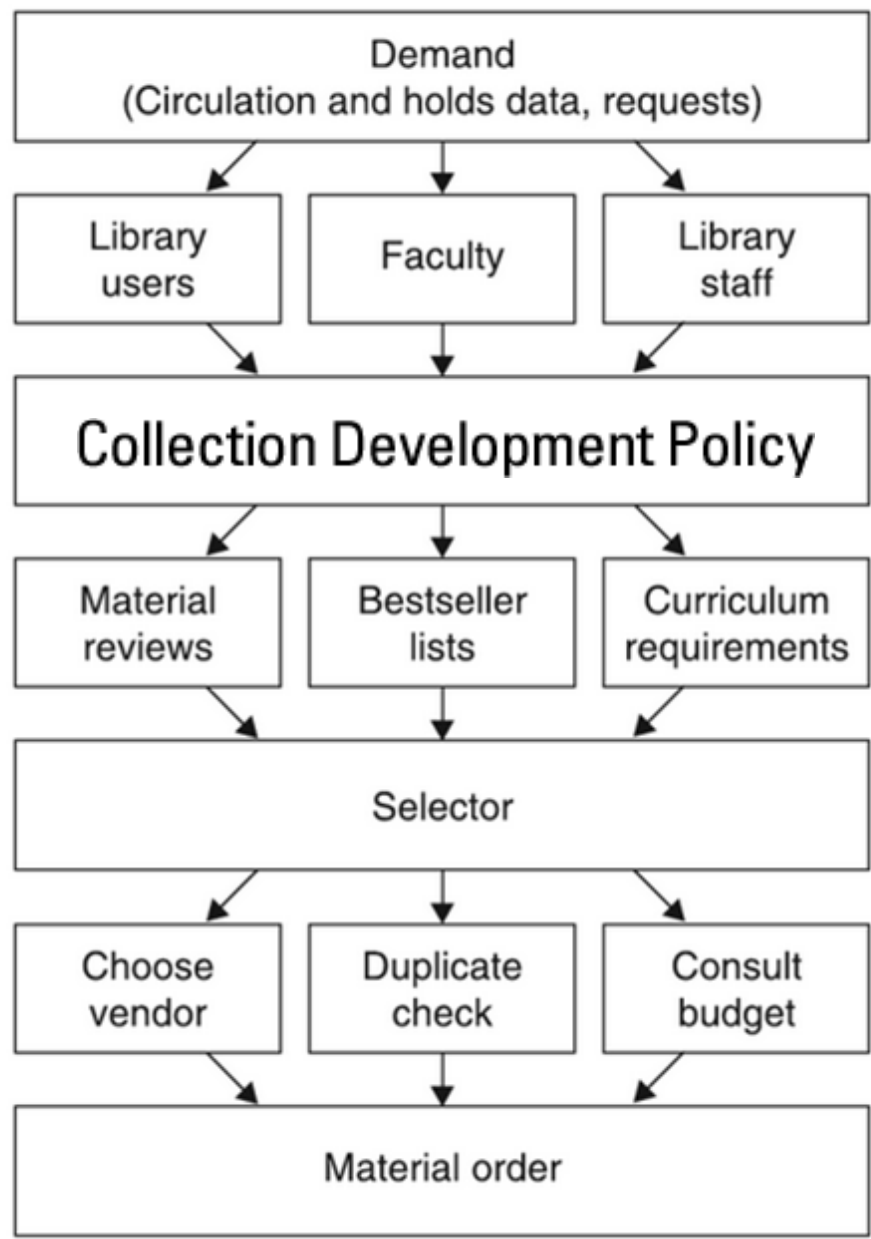 Demand
(Circulation and holds data, requests)
Library
users
Faculty
Library
staff
Collection Development Policy
Material
reviews
Bestseller
lists
Curriculum
requirements
Selector
Choose
vendor
Duplicate
check
Consult
budget
Material order